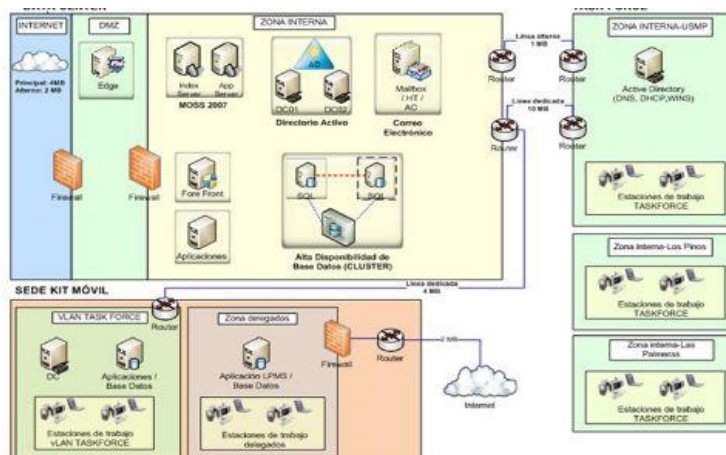 INTERNET
DMZ
ZONA INTERNA
Principal: 4MB
Alterno: 2 MB
Edge
Index
Server
App
Server
MOSS 2007
AD
DC01
DC02
Directorio Activo
Mailbox
/ HT /
Correo
Electrónico
Firewall
Firewall
Fore Front
Aplicaciones
SQL
SQL
Alta Disponibilidad de
Base Datos (CLUSTER)
Router
Router
Línea alterna
1 MB
Línea dedicada
10 MB
Router
Router
ZONA INTERNA-USMP
Active Directory
(DNS, DHCP,WINS)
Estaciones de trabajo
TASKFORCE
Zona Interna-Los Pinos
Estaciones de trabajo
TASKFORCE
Zona interna-Las
Palmeras
Estaciones de trabajo
TASKFORCE
SEDE KIT MÓVIL
Línea dedicada
4 MB
Router
VLAN TASK FORCE
DC
Aplicaciones /
Base Datos
Estaciones de trabajo
vLAN TASKFORCE
Zona delegados
Aplicación LPMS /
Base Datos
Estaciones de trabajo
delegados
Firewall
Router
2 MB
Internet